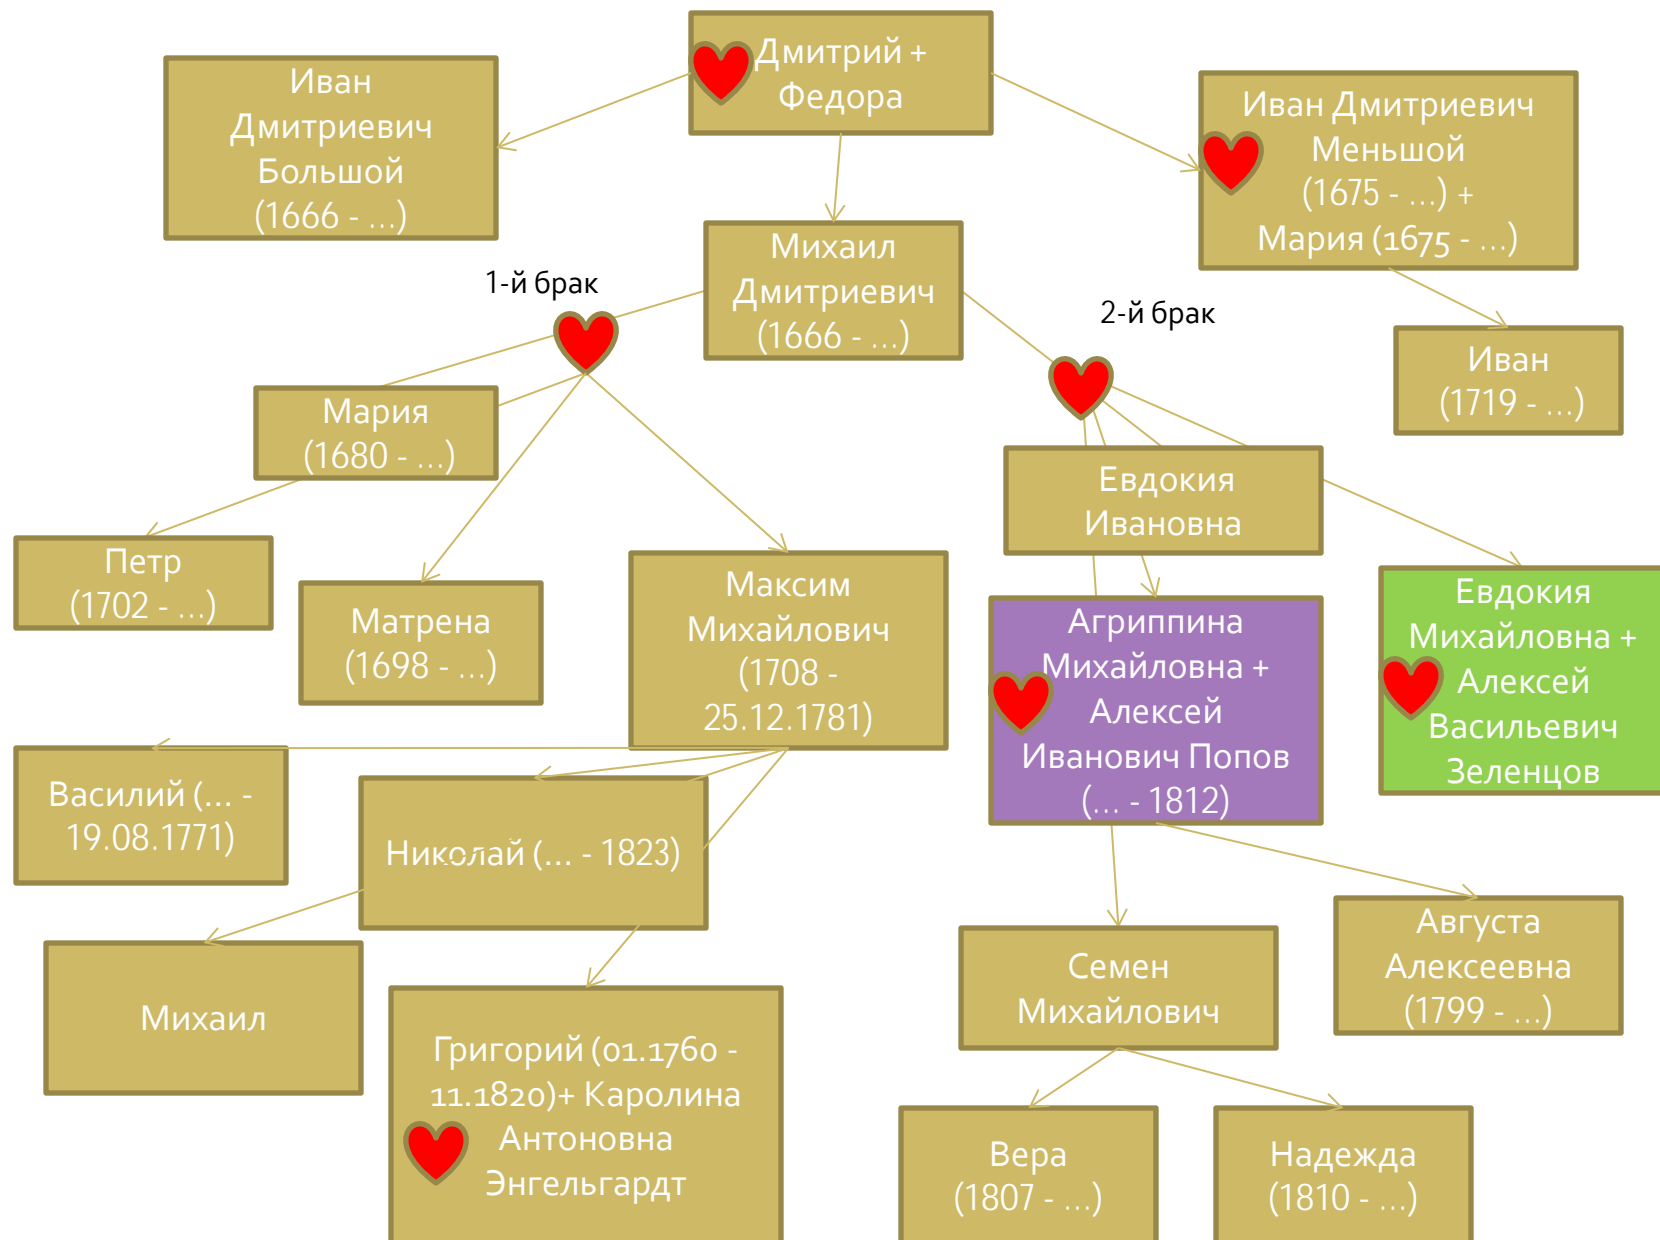 Дмитрий +
Федора
Иван
Дмитриевич
Большой
(1666 - ...)
Иван Дмитриевич
Меньшой
(1675 - ...) +
Мария (1675 - ...)
Михаил
Дмитриевич
(1666 - ...)
1-й брак
2-й брак
Иван
(1719 - ...)
Мария
(1680 - ...)
Евдокия
Ивановна
Петр
(1702 - ...)
Матрена
(1698 - ...)
Максим
Михайлович
(1708 -
25.12.1781)
Агриппина
Михайловна +
Алексей
Иванович Попов
(... - 1812)
Евдокия
Михайловна +
Алексей
Васильевич
Зеленцов
Василий (... -
19.08.1771)
Николай (... - 1823)
Михаил
Григорий (01.1760 -
11.1820)+ Каролина
Антоновна
Энгельгардт
Семен
Михайлович
Августа
Алексеевна
(1799 - ...)
Вера
(1807 - ...)
Надежда
(1810 - ...)